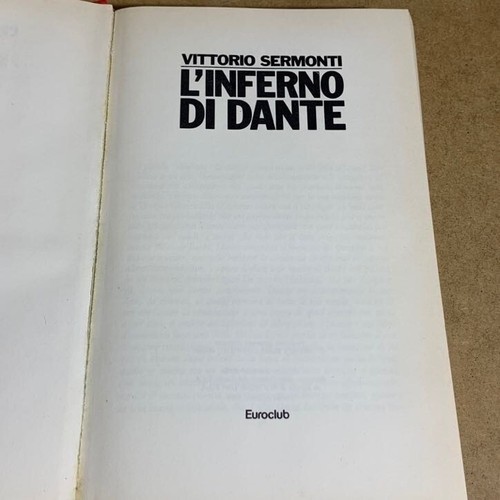 VITTORIO SERMONTI
L'INFERNO
DI DANTE
Euroclub